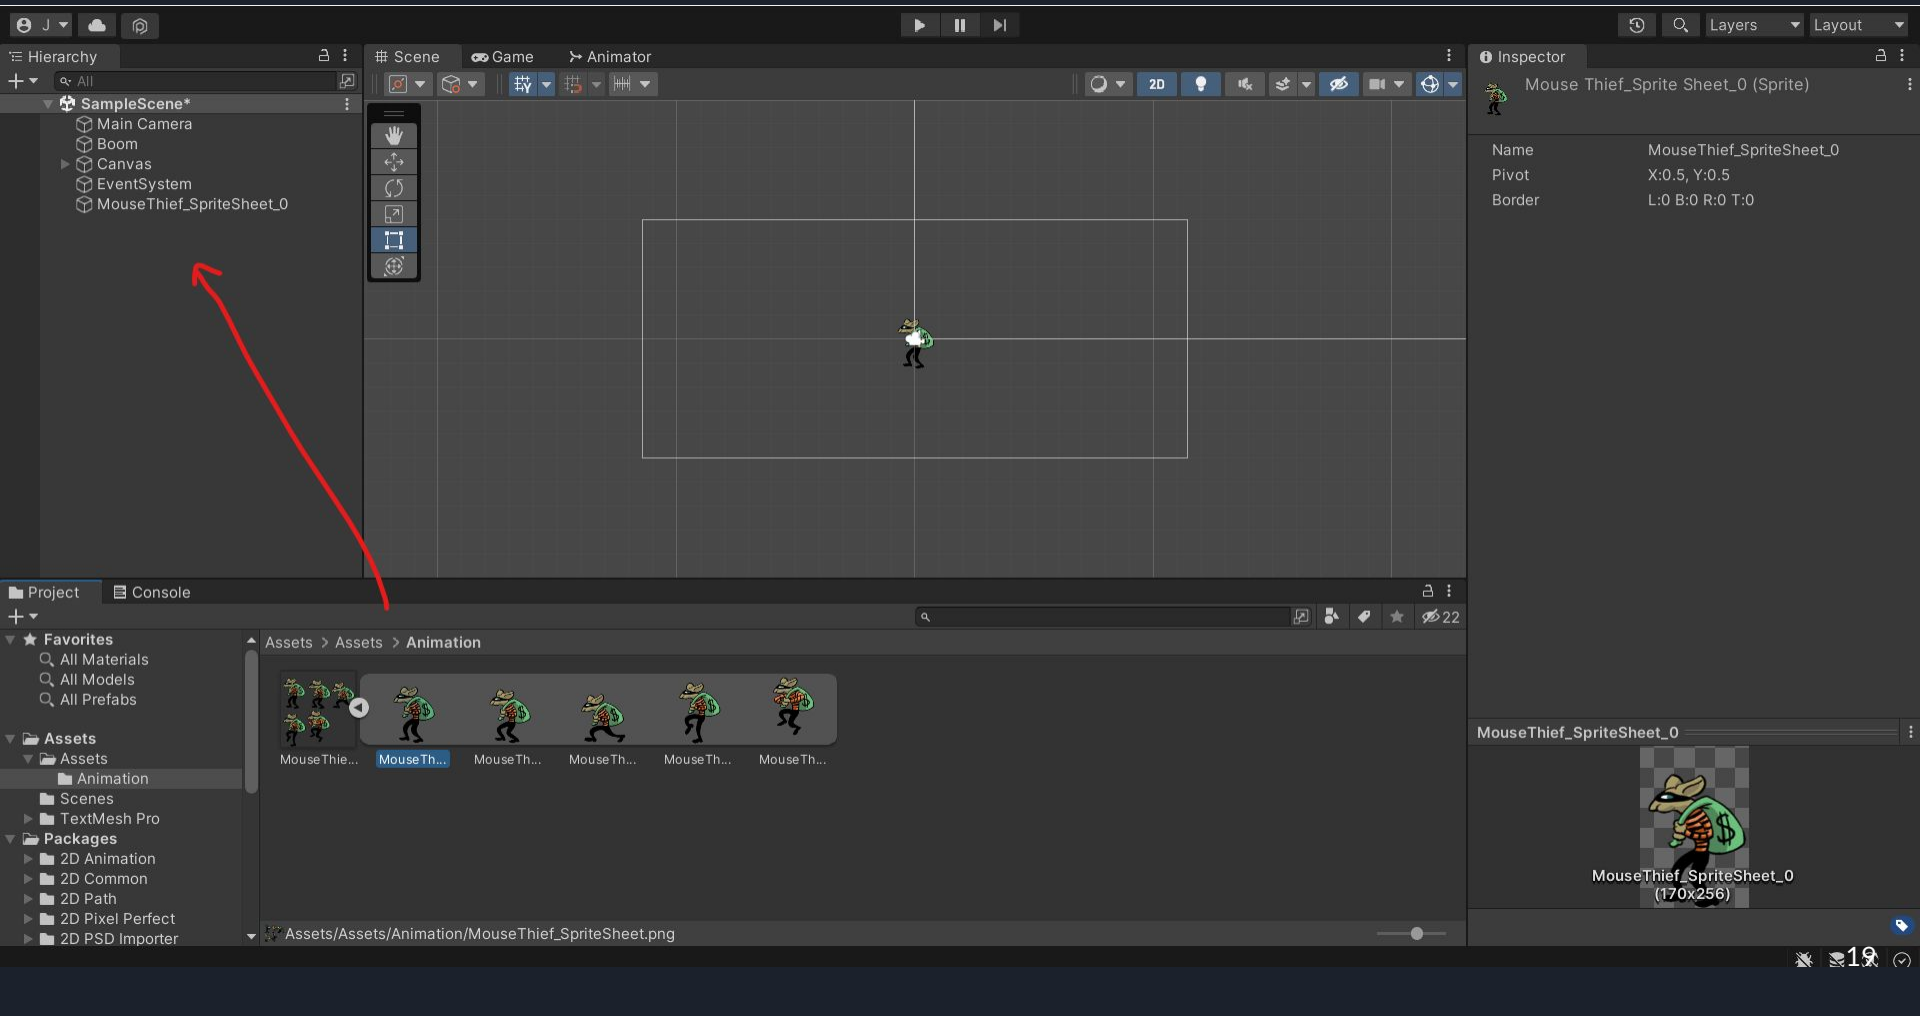 J
Layers
Layout
Hierarchy
All
SampleScene*
Main Camera
Boom
Canvas
EventSystem
MouseThief_SpriteSheet_0
Scene
Game
Animator
2D
Inspector
Mouse Thief_Sprite Sheet_0 (Sprite)
Name MouseThief_SpriteSheet_0
Pivot X:0.5, Y:0.5
Border L:0 B:0 R:0 T:0
Project
Console
22
Favorites
All Materials
All Models
All Prefabs
Assets
Assets
Animation
Scenes
TextMesh Pro
Packages
2D Animation
2D Common
2D Path
2D Pixel Perfect
2D PSD Importer
Assets > Assets > Animation
MouseThie...
MouseTh...
MouseTh...
MouseTh...
MouseTh...
MouseTh...
Assets/Assets/Animation/MouseThief_SpriteSheet.png
MouseThief_SpriteSheet_0
$
MouseThief_SpriteSheet_0
(170x256)
19